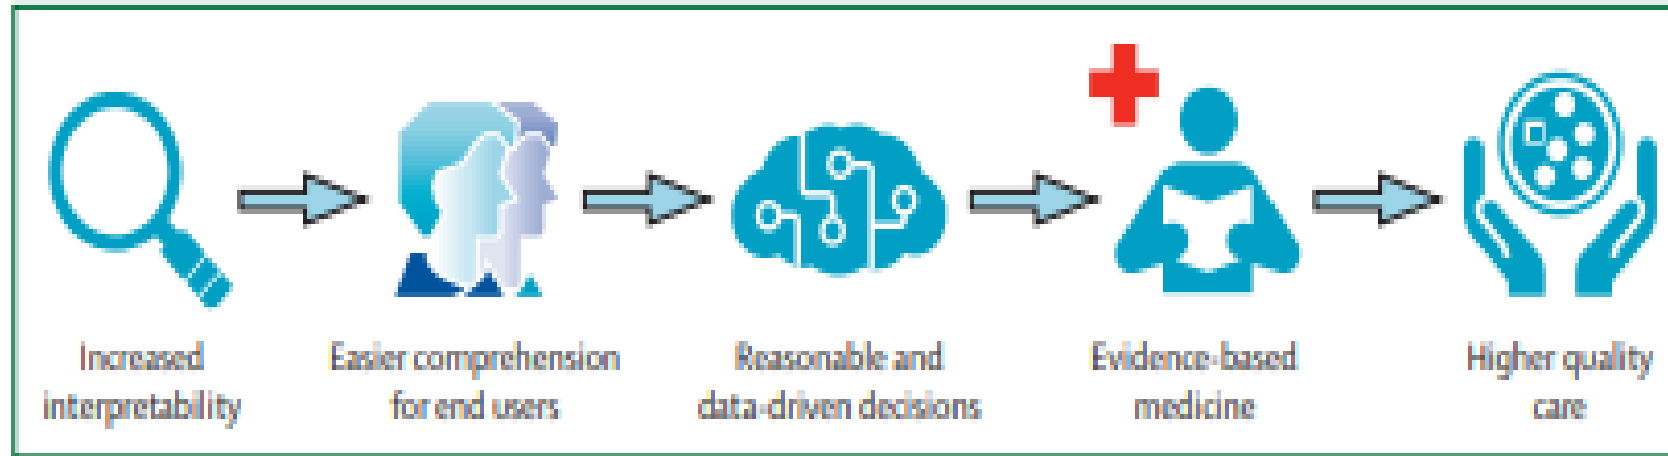 Increased
interpretability
Easier comprehension
for end users
Reasonable and
data-driven decisions
Evidence-based
medicine
Higher quality
care